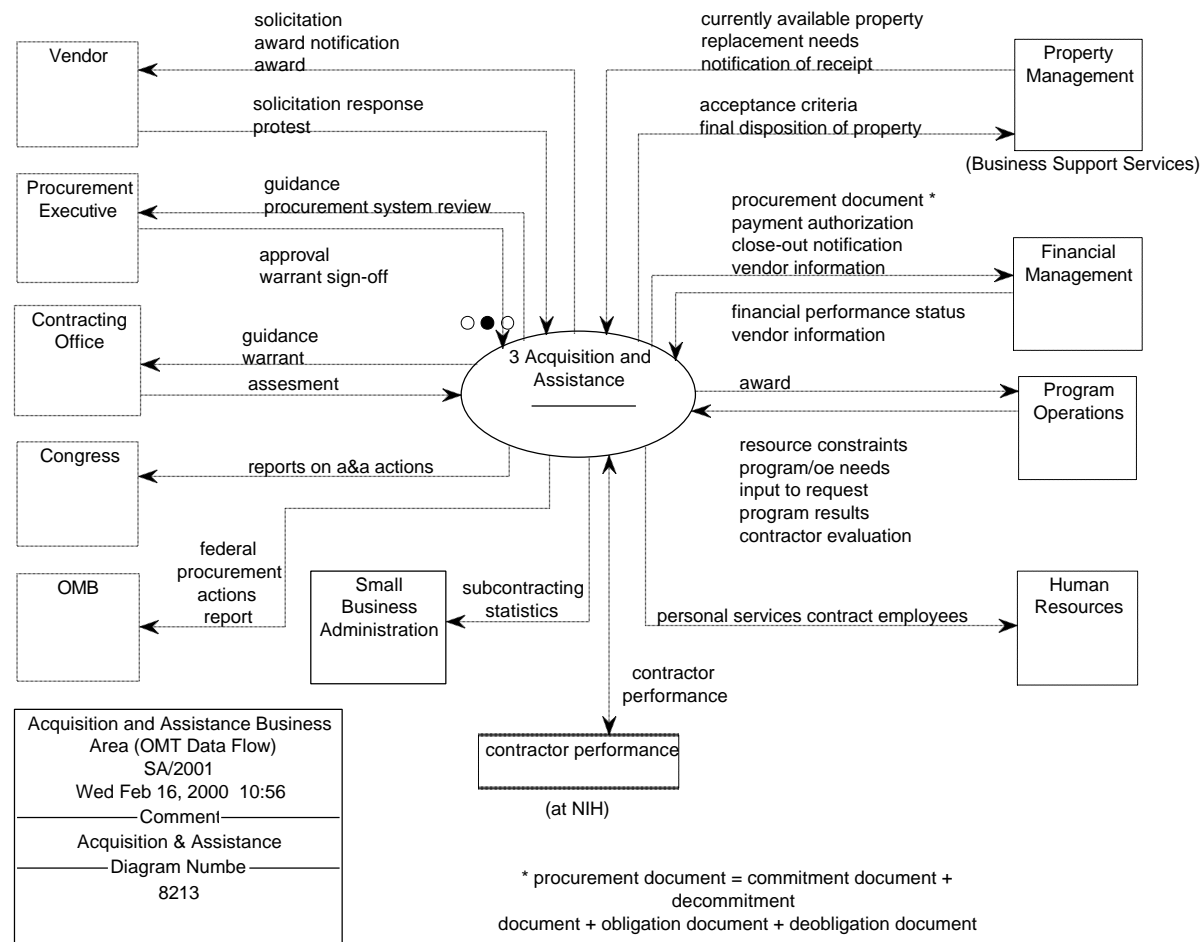 solicitation
award notification
award
Vendor
solicitation response
protest
currently available property
replacement needs
notification of receipt
Property
Management
acceptance criteria
final disposition of property
(Business Support Services)
Procurement
Executive
guidance
procurement system review
approval
warrant sign-off
procurement document *
payment authorization
close-out notification
vendor information
Financial
Management
financial performance status
vendor information
Contracting
Office
guidance
warrant
assesment
3 Acquisition and
Assistance
award
Program
Operations
resource constraints
program/oe needs
input to request
program results
contractor evaluation
Congress
reports on a&a actions
OMB
federal
procurement
actions
report
Small
Business
Administration
subcontracting
statistics
personal services contract employees
Human
Resources
contractor
performance
contractor performance
(at NIH)
Acquisition and Assistance Business
Area (OMT Data Flow)
SA/2001
Wed Feb 16, 2000 10:56
Comment
Acquisition & Assistance
Diagram Numbe
8213
* procurement document = commitment document +
decommitment
document + obligation document + deobligation document